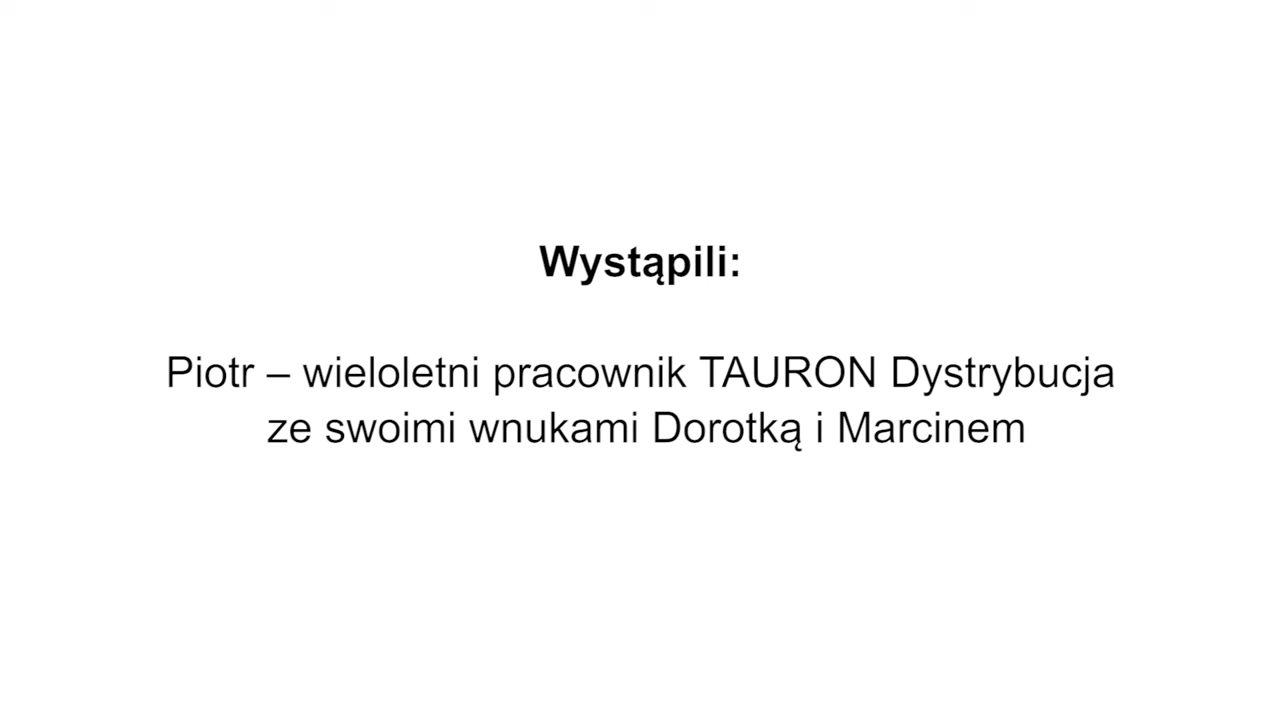 Wystąpili:
Piotr – wieloletni pracownik TAURON Dystrybucja
ze swoimi wnukami Dorotką i Marcinem